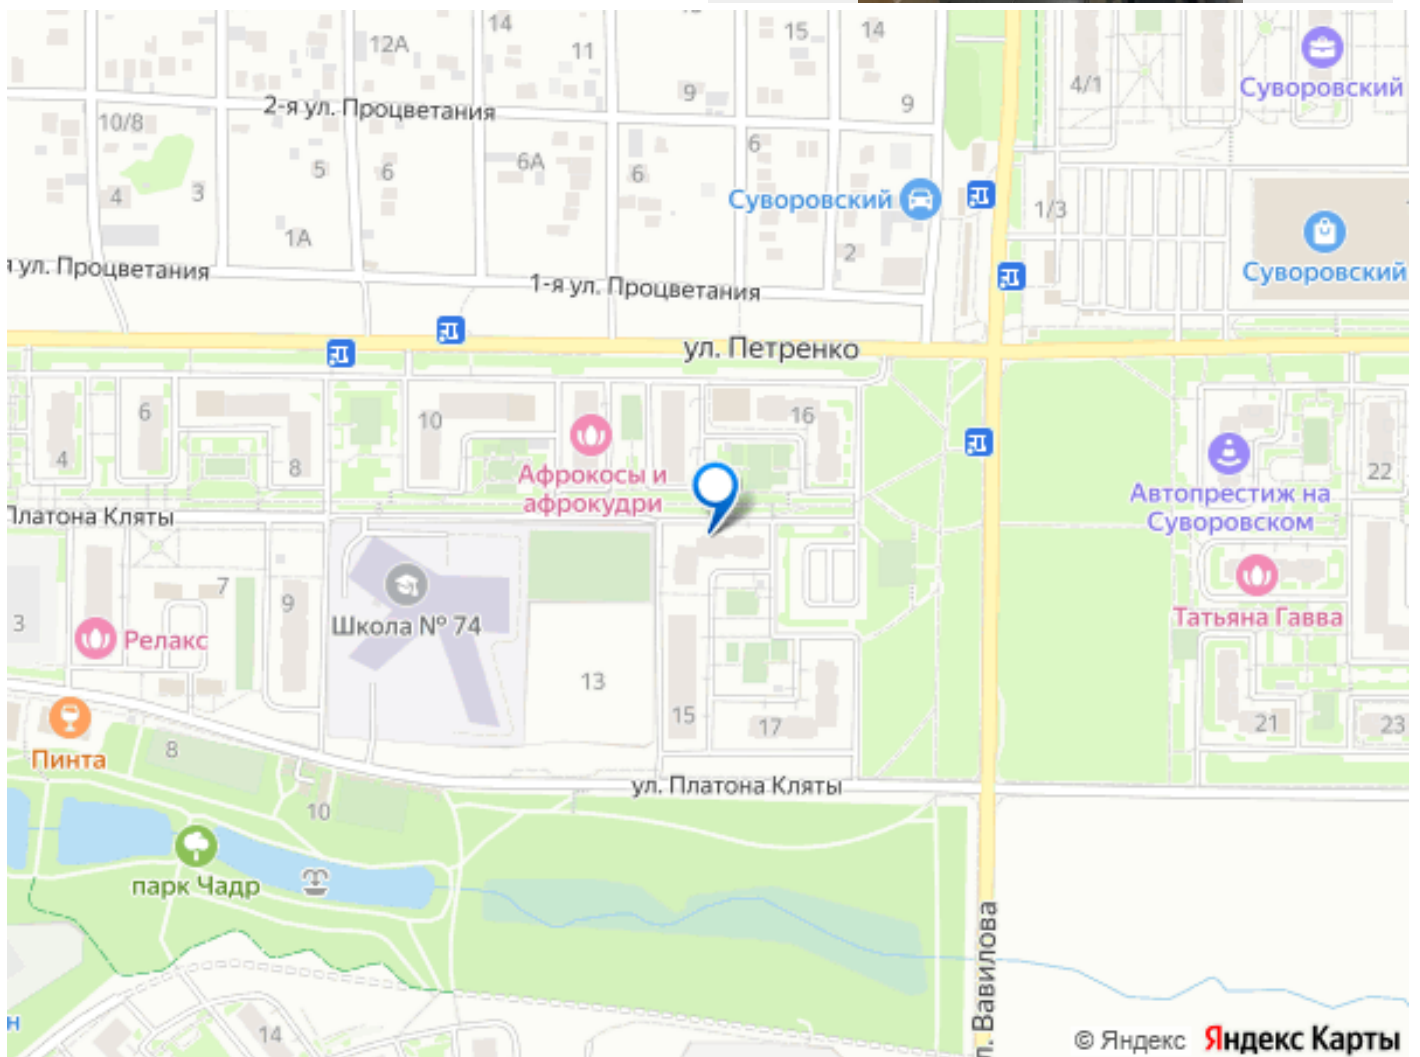 14
15
14
12А
11
4/1
Суворовский
9
9
2-я ул. Процветания
10/8
6
5
6
6А
6
4
3
Суворовский
1/3
1А
2
я ул. Процветания
1-я ул. Процветания
Суворовский
ул. Петренко
6
10
16
4
8
Афрокосы и
афрокудри
22
Автопрестиж на
Суворовском
Платона Кляты
7
9
3
Школа № 74
Релакс
Татьяна Гавва
13
15
17
21
23
Пинта
8
ул. Платона Кляты
10
парк Чадр
л. Вавилова
н
14
© Яндекс Яндекс Карты